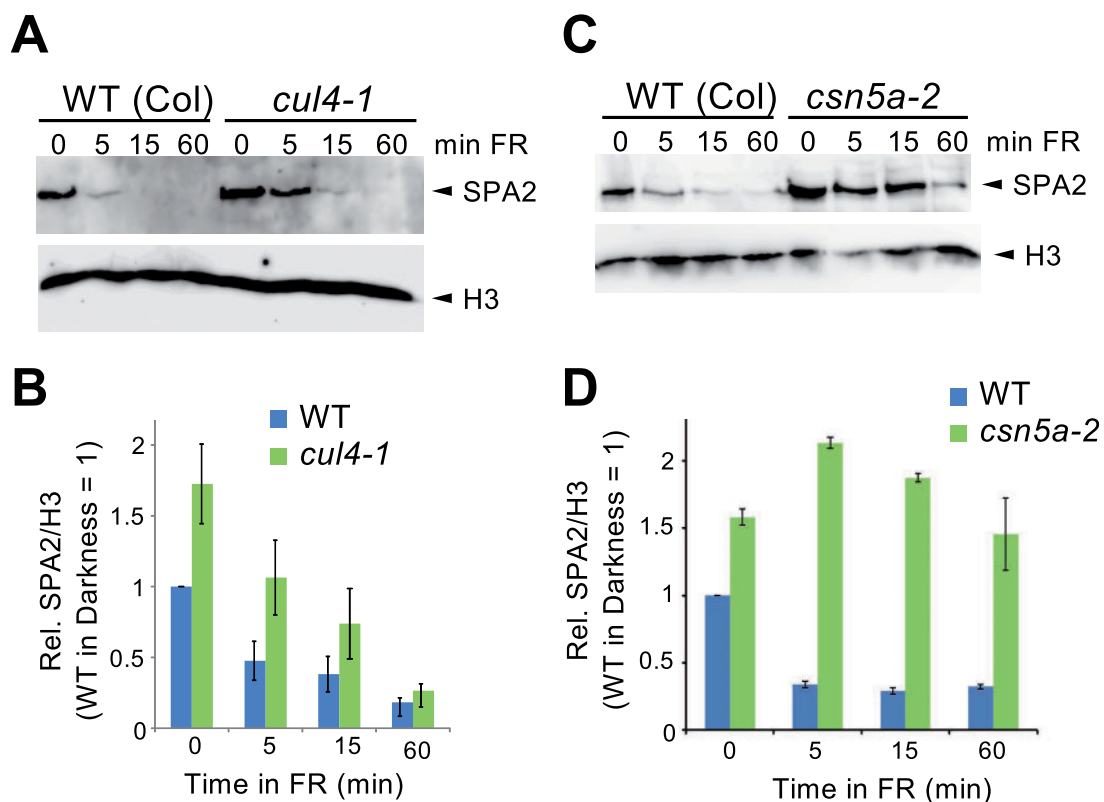 A
WT (Col) cul4-1
0 5 15 60 0 5 15 60 min FR
SPA2
H3
C
WT (Col) csn5a-2
0 5 15 60 0 5 15 60 min FR
SPA2
H3
B
WT
cul4-1
Rel. SPA2/H3
(WT in Darkness = 1)
2
1.5
1
0.5
0
0 5 15 60
Time in FR (min)
D
WT
csn5a-2
Rel. SPA2/H3
(WT in Darkness = 1)
2
1.5
1
0.5
0
0 5 15 60
Time in FR (min)